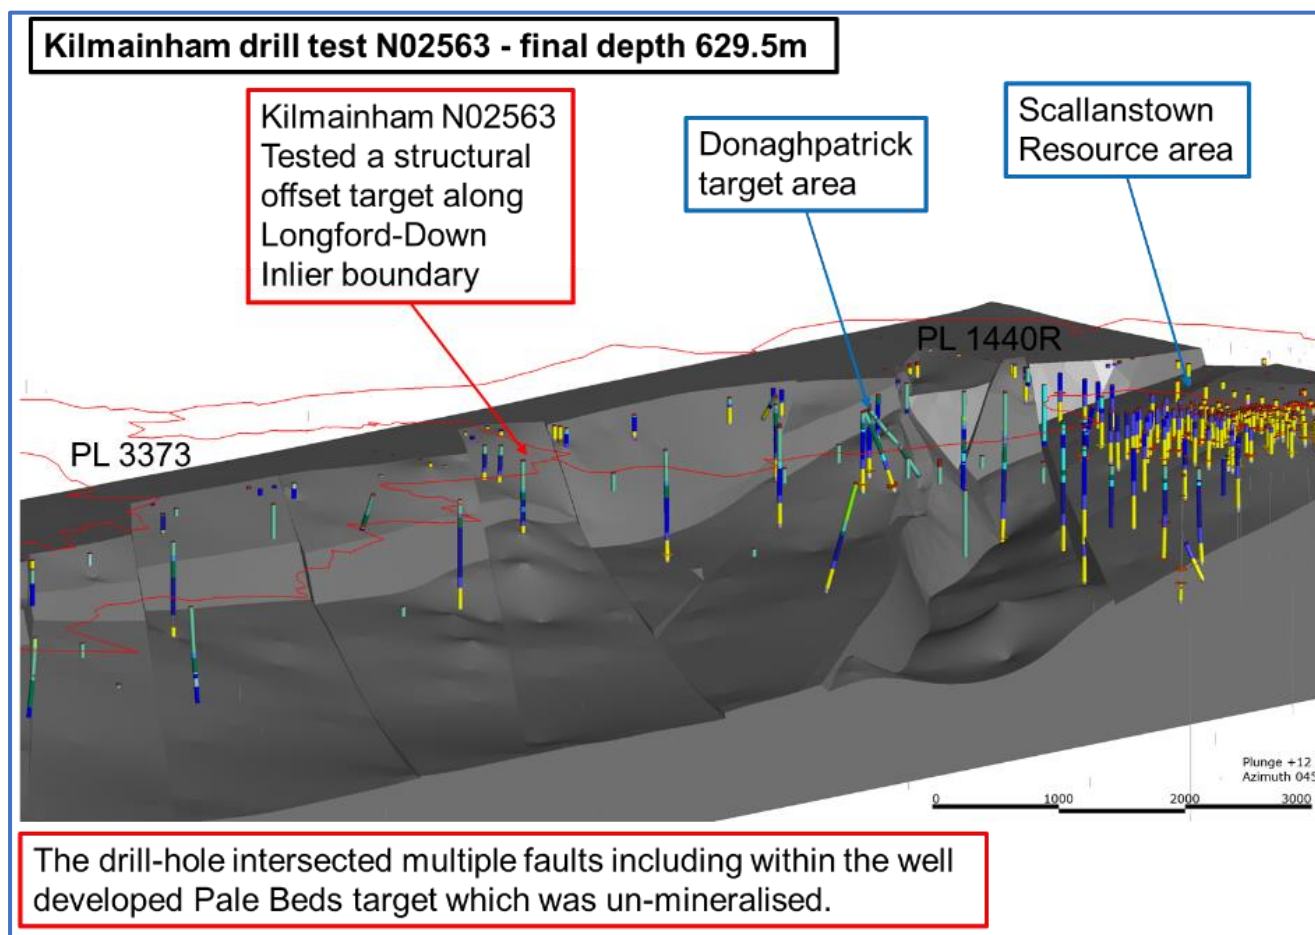 Kilmainham drill test N02563 - final depth 629.5m
Kilmainham N02563
Tested a structural
offset target along
Longford-Down
Inlier boundary
Donaghpatrick
target area
Scallanstown
Resource area
PL 1440R
PL 3373
Plunge +12
Azimuth 045
0 1000 2000 3000
The drill-hole intersected multiple faults including within the well
developed Pale Beds target which was un-mineralised.